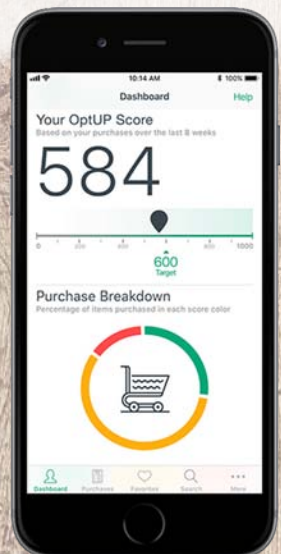 10:14 AM
100%
Dashboard
Help
Your OptUP Score
Based on your purchases over the last 8 weeks
584
0
200
800
1000
600
Target
Purchase Breakdown
Percentage of items purchased in each score color
Dashboard
Purchases
Favorites
Search
More